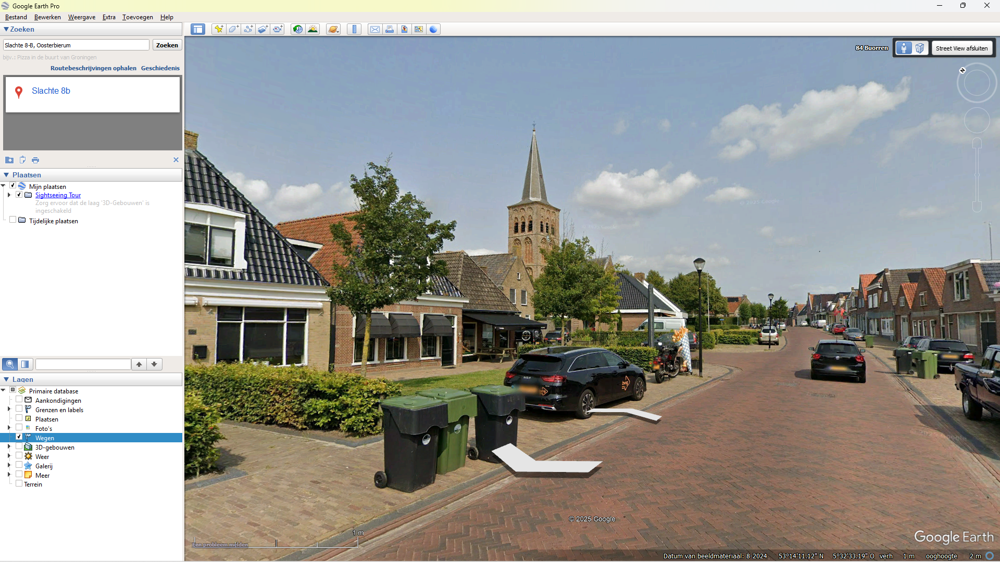 Google Earth Pro
Bestand Bewerken Weergave Extra Toevoegen Help
Zoeken
Slachte 8-B, Oosterbierum
Zoeken
bijv.: Pizza in de buurt van Groningen
Routebeschrijvingen ophalen Geschiedenis
Slachte 8b
Plaatsen
Mijn plaatsen
Sightseeing Tour
Zorg ervoor dat de laag '3D-Gebouwen' is
ingeschakeld
Tijdelijke plaatsen
Lagen
Primaire database
Aankondigingen
Grenzen en labels
Plaatsen
Foto's
Wegen
3D-gebouwen
Weer
Galerij
Meer
Terrein
84 Buorren
Street View afsluiten
N
© 2025 Google
KIA
bing
© 2025 Google
1 m
Een probleem melden
Google Earth
Datum van beeldmateriaal: 8-2024 53°14'11.12" N 5°32'33.19" O verh 1 m ooghoogte 2 m